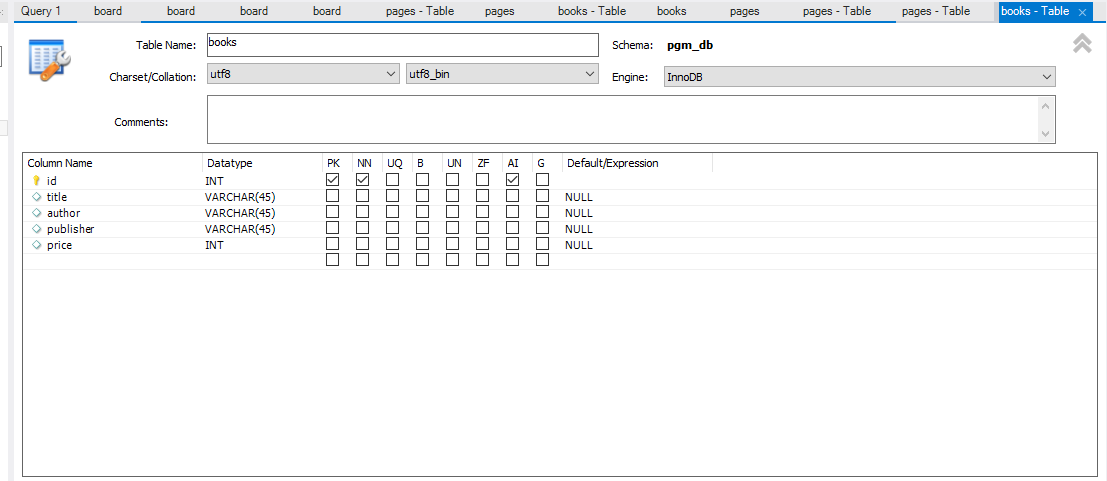 Query 1 board board board board pages - Table pages books - Table books pages pages - Table pages - Table books - Table
Table Name: books Schema: pgm_db
Charset/Collation: utf8 utf8_bin Engine: InnoDB
Comments:
Column Name Datatype PK NN UQ B UN ZF AI G Default/Expression
id INT
title VARCHAR(45) NULL
author VARCHAR(45) NULL
publisher VARCHAR(45) NULL
price INT NULL